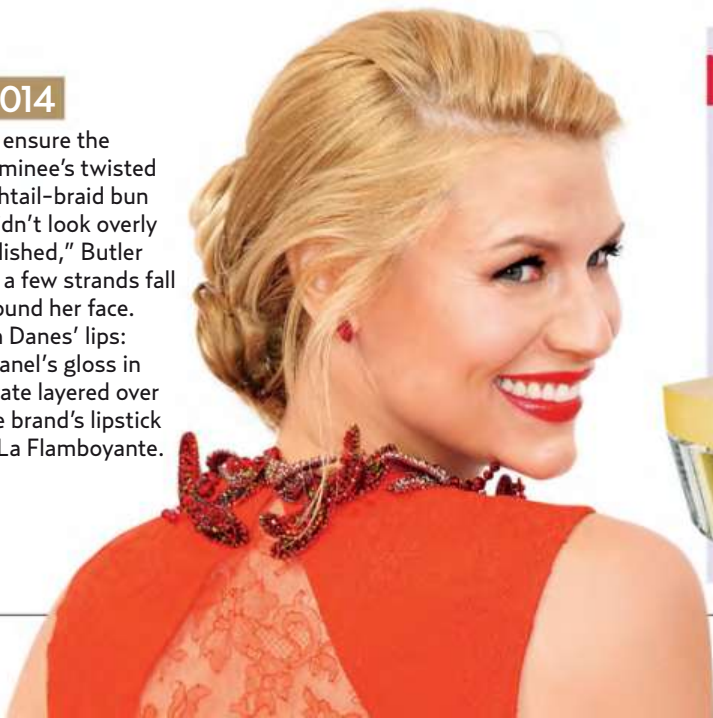 014
ensure the
minee's twisted
htail-braid bun
dn't look overly
lished," Butler
a few strands fall
ound her face.
n Danes' lips:
anel's gloss in
ate layered over
e brand's lipstick
La Flamboyante.